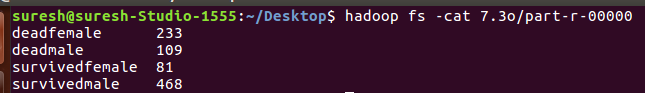 suresh@suresh-Studio-1555:~/Desktop$ hadoop fs -cat 7.3o/part-r-00000
deadfemale 233
deadmale 109
survivedfemale 81
survivedmale 468